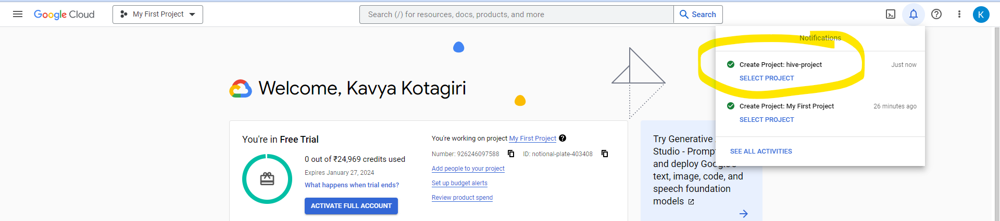 Google Cloud
My First Project
Search (/) for resources, docs, products, and more
Search
K
Notifications
Create Project: hive-project
Just now
SELECT PROJECT
Create Project: My First Project
26 minutes ago
SELECT PROJECT
SEE ALL ACTIVITIES
Welcome, Kavya Kotagiri
You're in Free Trial
0 out of ₹24,969 credits used
Expires January 27, 2024
What happens when trial ends?
ACTIVATE FULL ACCOUNT
You're working on project My First Project
Number: 926246097588
ID: notional-plate-403408
Add people to your project
Set up budget alerts
Review product spend
Try Generative
Studio - Promp
and deploy Google's
text, image, code, and
speech foundation
models